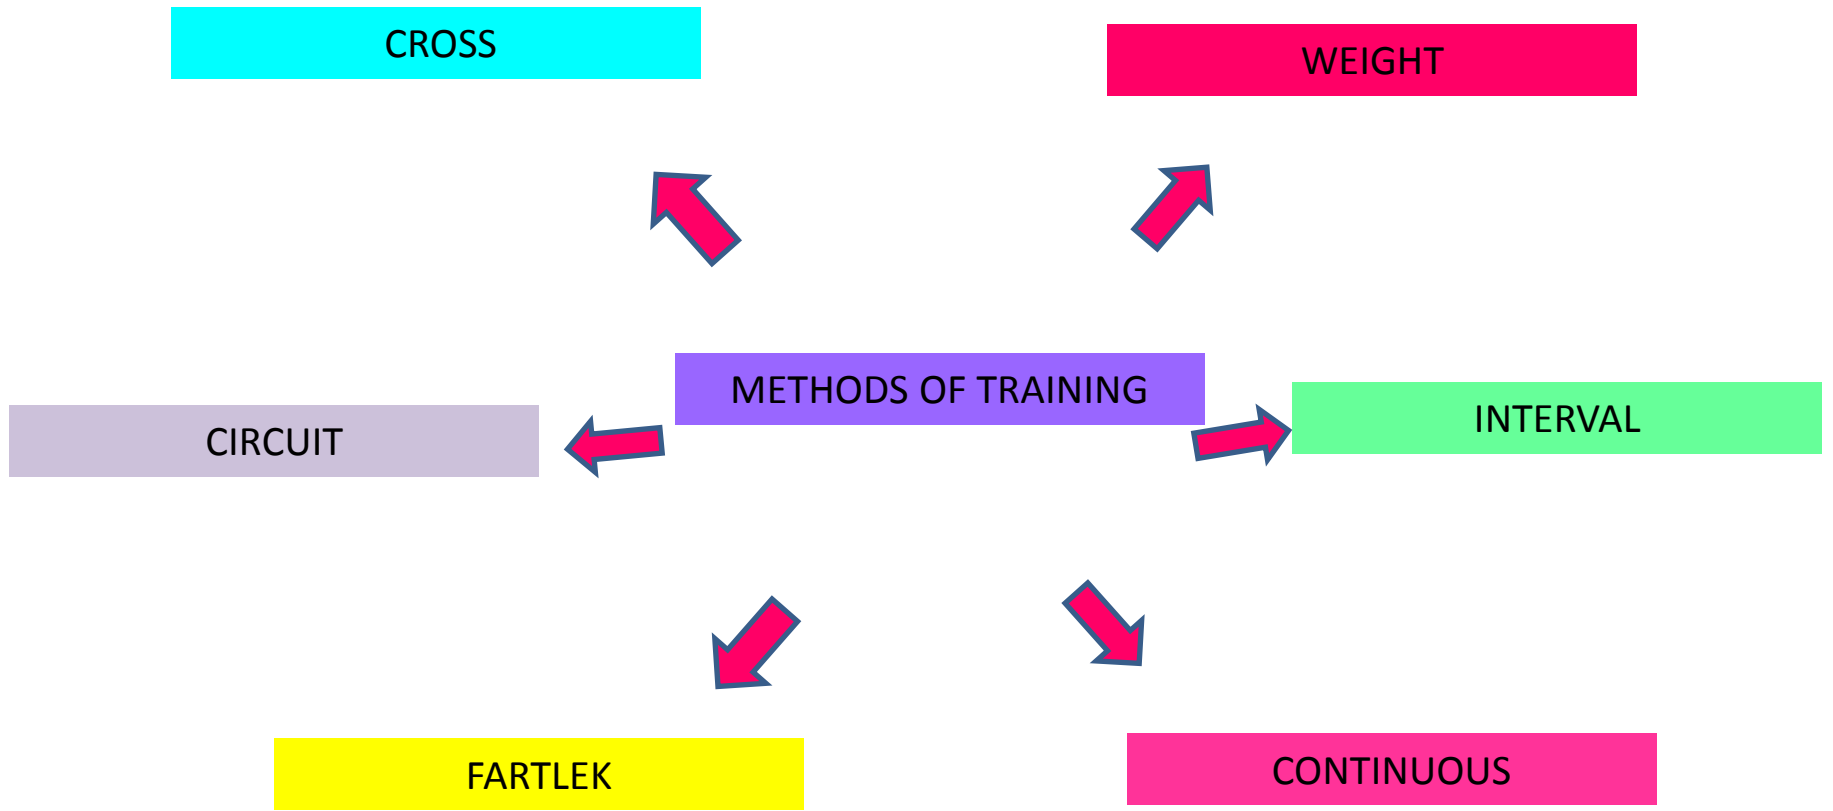 CROSS
WEIGHT
METHODS OF TRAINING
CIRCUIT
INTERVAL
FARTLEK
CONTINUOUS